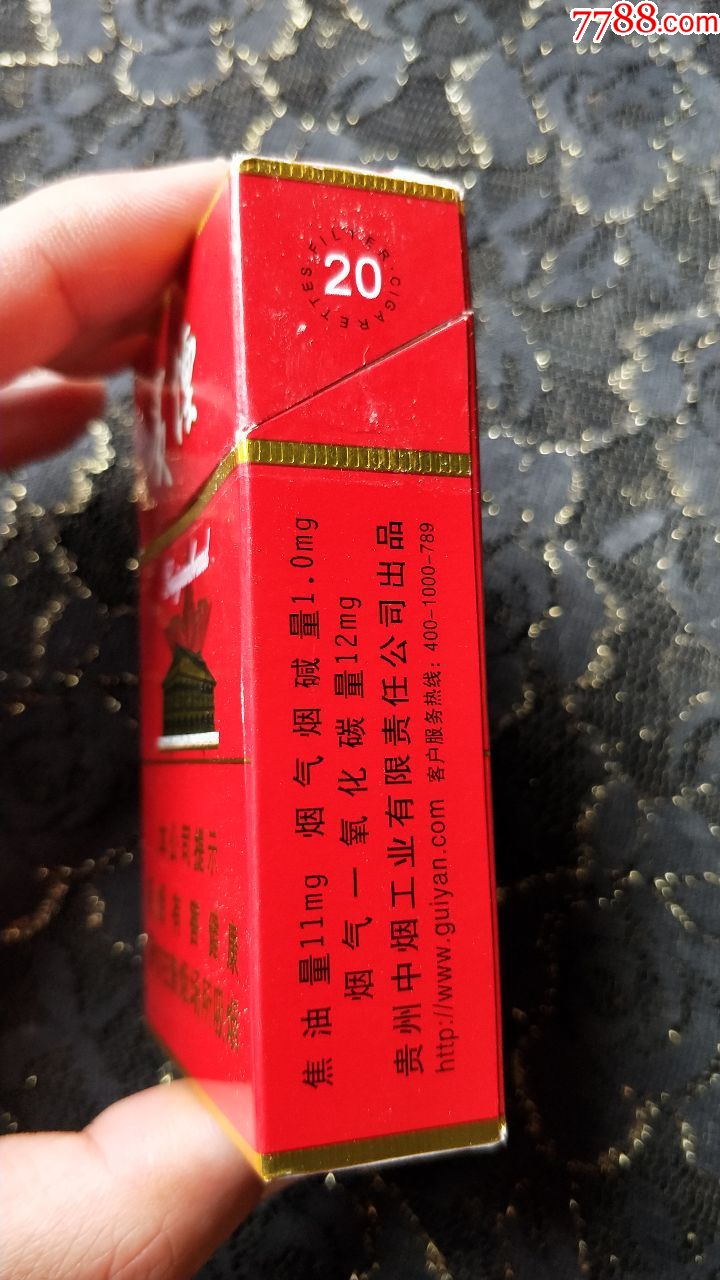 7788.com
FILTER·CIGARETTES
20
焦油量11mg 烟气烟碱量1.0mg
烟气一氧化碳量12mg
贵州中烟工业有限责任公司出品
http://www.guiyan.com 客户服务热线：400-1000-789